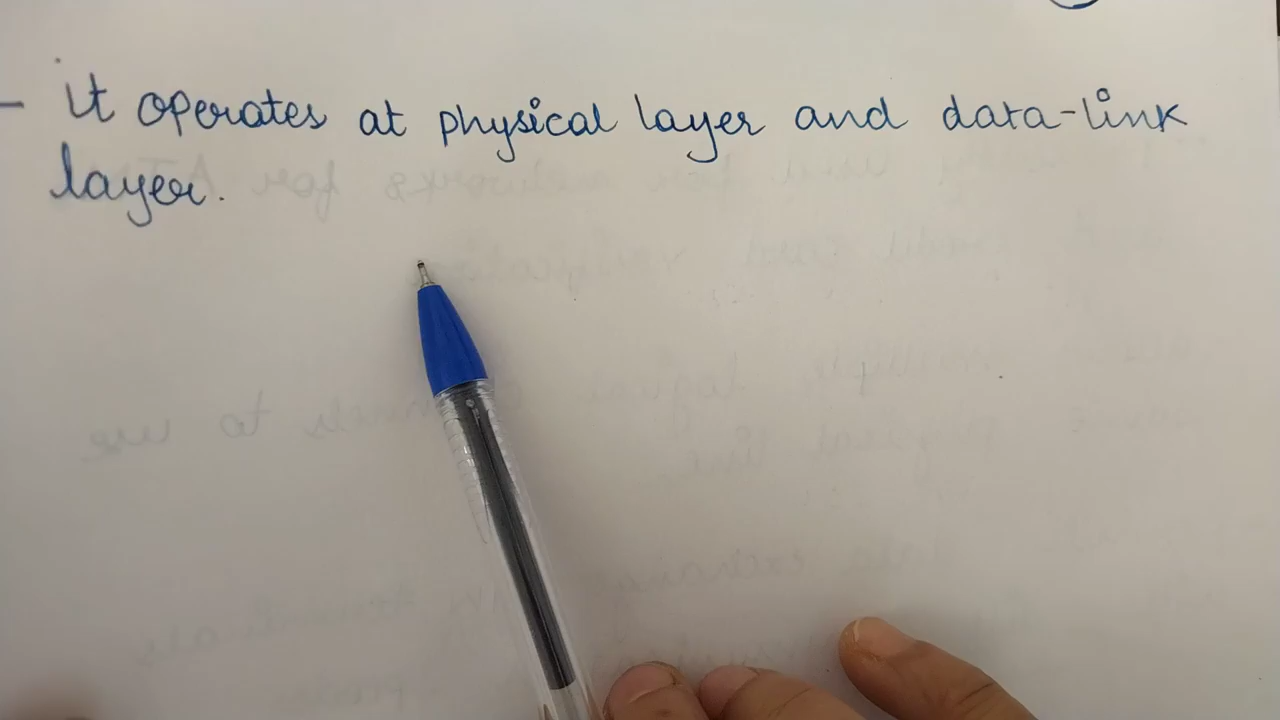 - it operates at physical layer and data-link
layer.